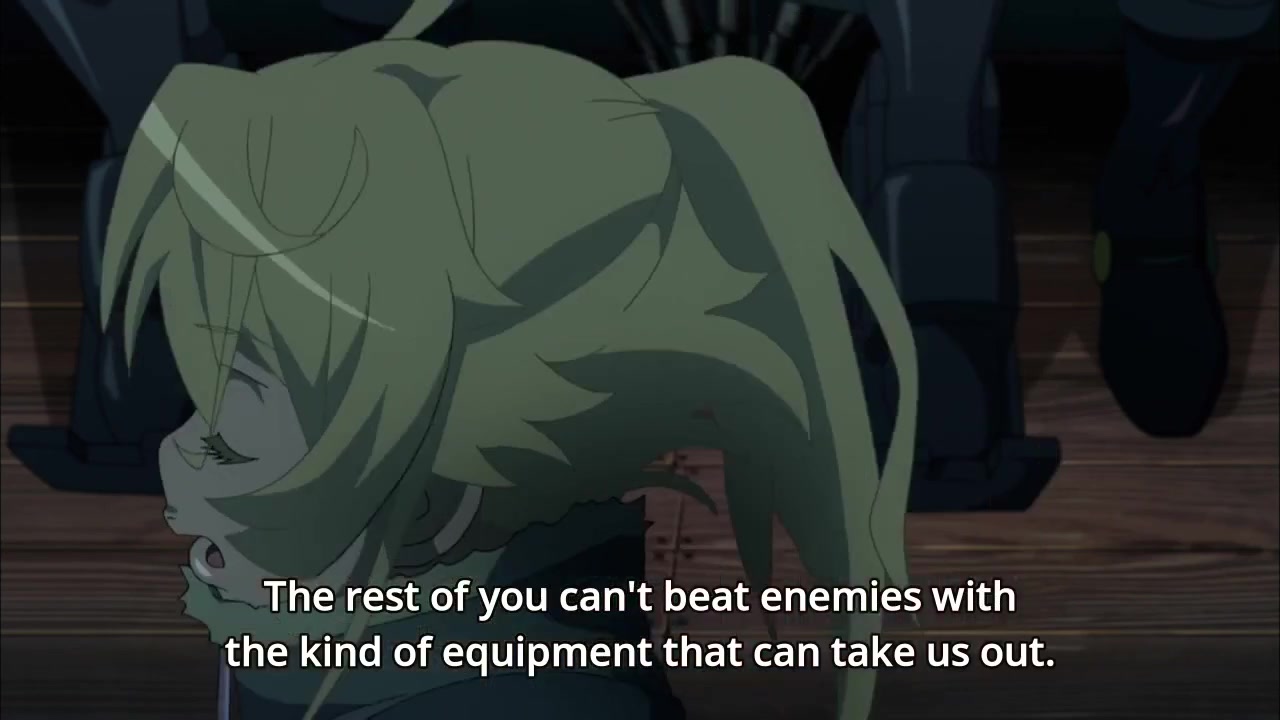 The rest of you can't beat enemies with
the kind of equipment that can take us out.